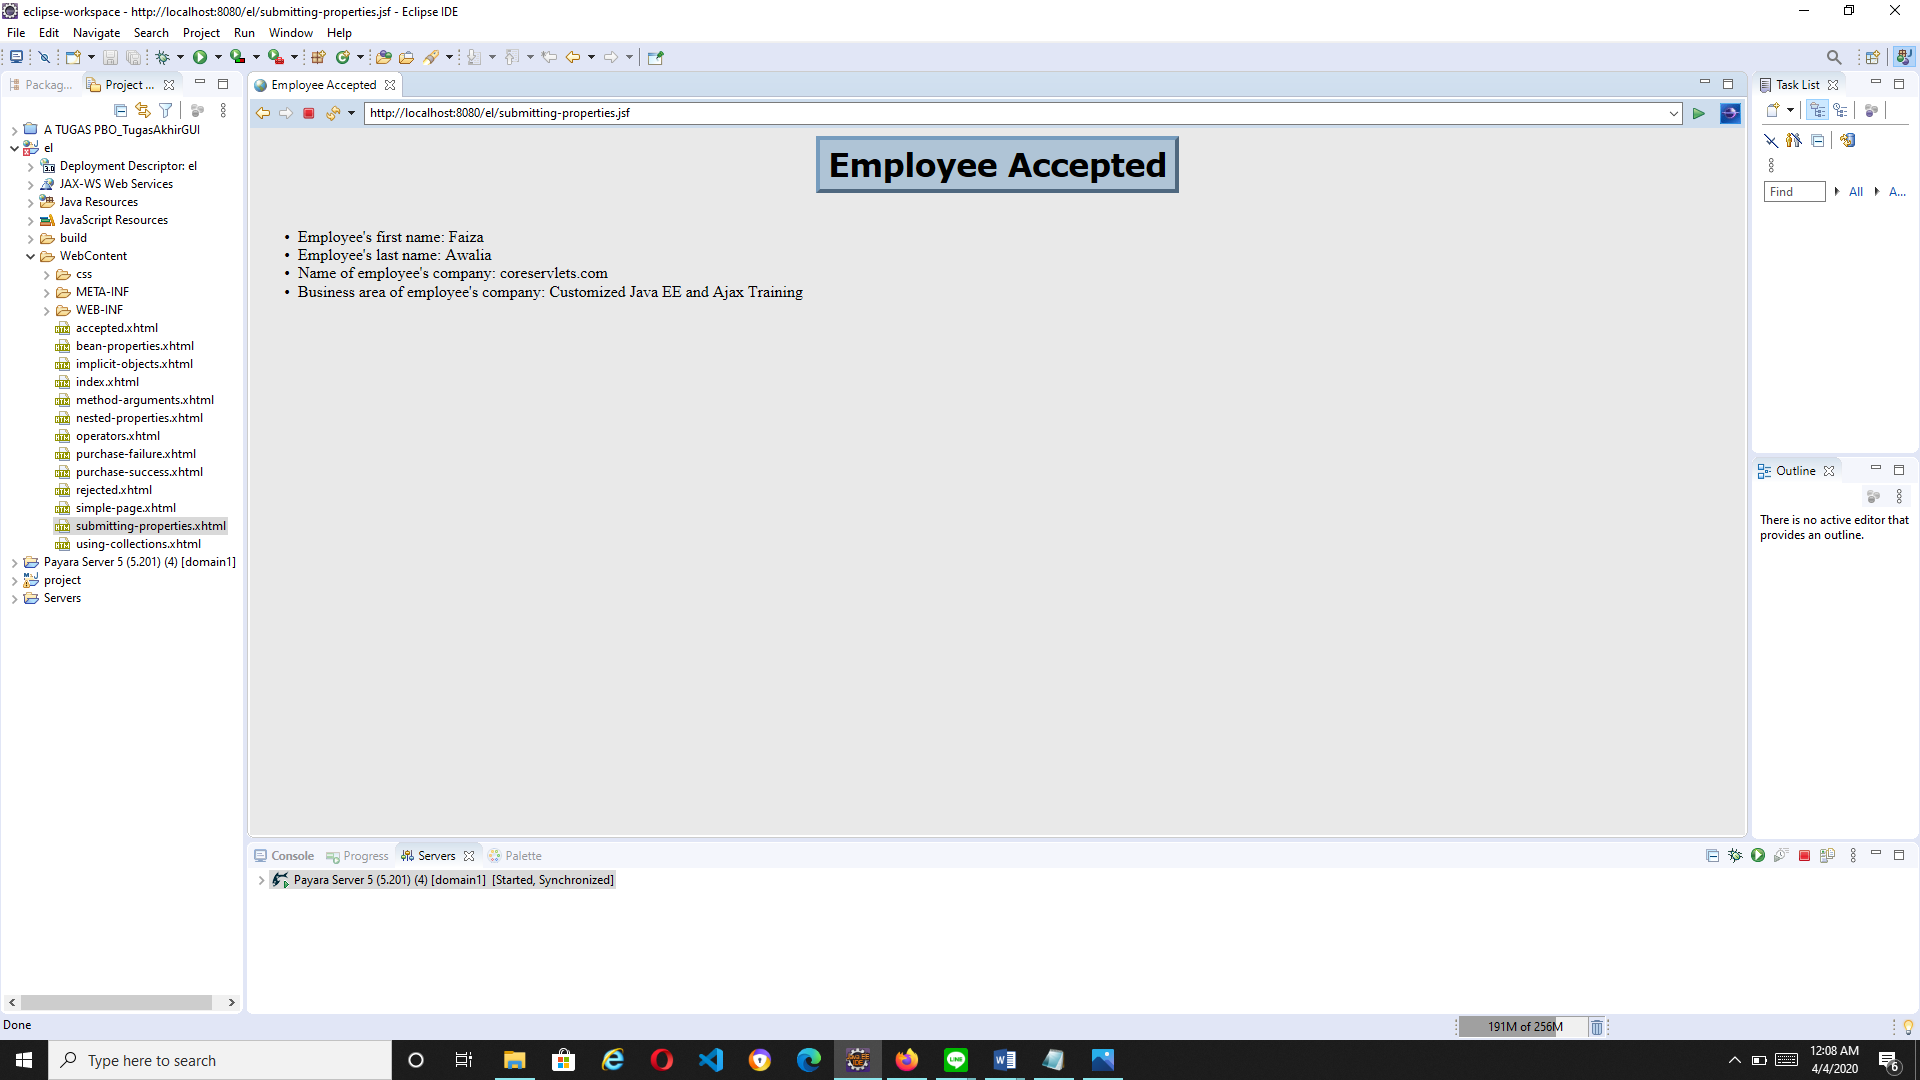 eclipse-workspace - http://localhost:8080/el/submitting-properties.jsf - Eclipse IDE
File Edit Navigate Search Project Run Window Help
Packag... Project ...
A TUGAS PBO_TugasAkhirGUI
el
Deployment Descriptor: el
JAX-WS Web Services
Java Resources
JavaScript Resources
build
WebContent
css
META-INF
WEB-INF
accepted.xhtml
bean-properties.xhtml
implicit-objects.xhtml
index.xhtml
method-arguments.xhtml
nested-properties.xhtml
operators.xhtml
purchase-failure.xhtml
purchase-success.xhtml
rejected.xhtml
simple-page.xhtml
submitting-properties.xhtml
using-collections.xhtml
Payara Server 5 (5.201) (4) [domain1]
project
Servers
Employee Accepted
http://localhost:8080/el/submitting-properties.jsf
Employee Accepted
• Employee's first name: Faiza
• Employee's last name: Awalia
• Name of employee's company: coreservlets.com
• Business area of employee's company: Customized Java EE and Ajax Training
Task List
Find All A...
Outline
There is no active editor that
provides an outline.
Console Progress Servers Palette
Payara Server 5 (5.201) (4) [domain1] [Started, Synchronized]
Done
191M of 256M
Type here to search
12:08 AM
4/4/2020
6